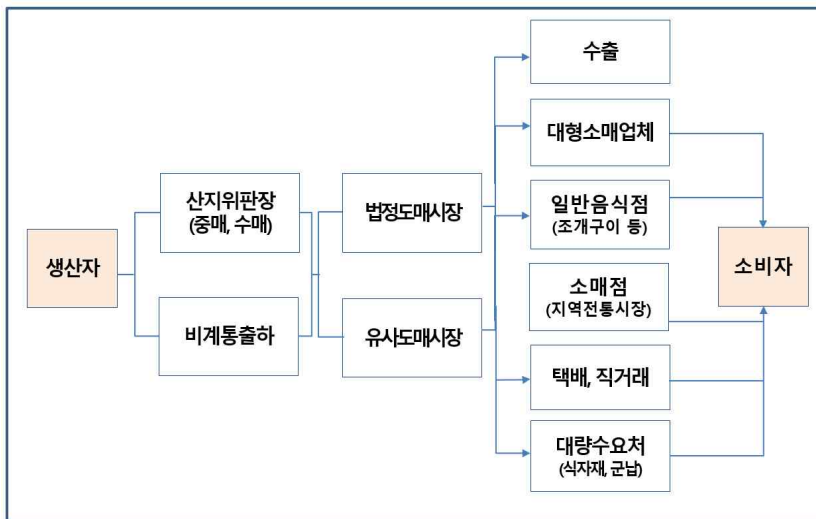 생산자
산지위판장
(중매, 수매)
비계통출하
법정도매시장
유사도매시장
수출
대형소매업체
일반음식점
(조개구이 등)
소매점
(지역전통시장)
택배, 직거래
대량수요처
(식자재, 군납)
소비자